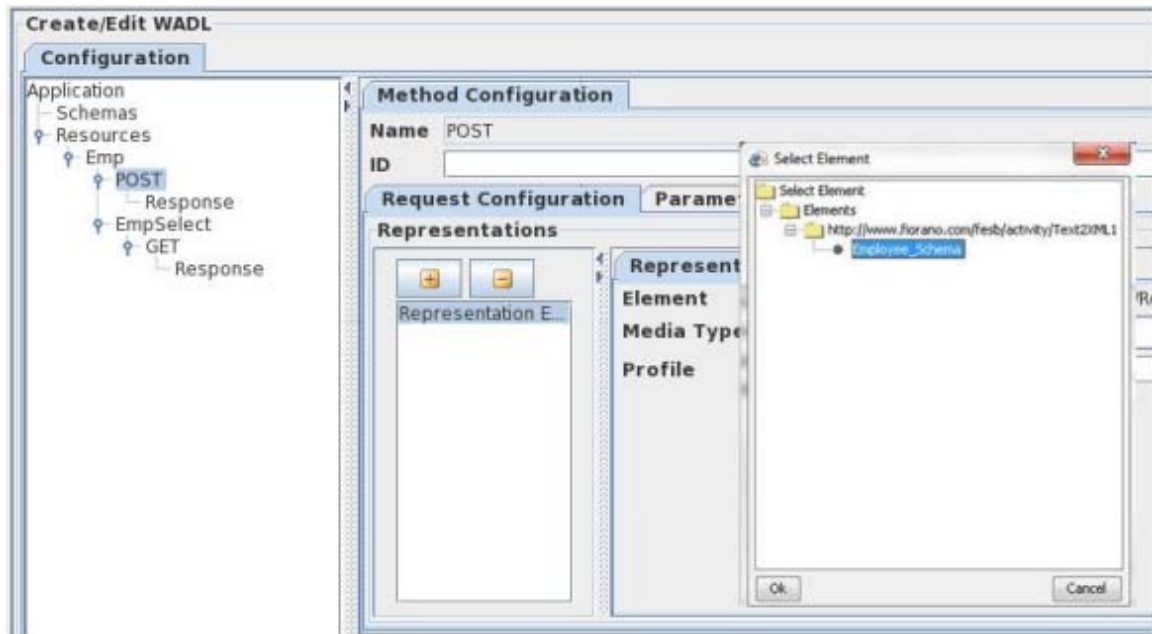 Create/Edit WADL
Configuration
Application
Schemas
Resources
Emp
POST
Response
EmpSelect
GET
Response
Method Configuration
Name POST
ID
Request Configuration
Parame
Representations
Representation E...
Represent
Element
Media Type
Profile
Select Element
Select Element
Elements
http://www.fiorano.com/fesb/activity/Text2XML1
Employee_Schema
Ok
Cancel